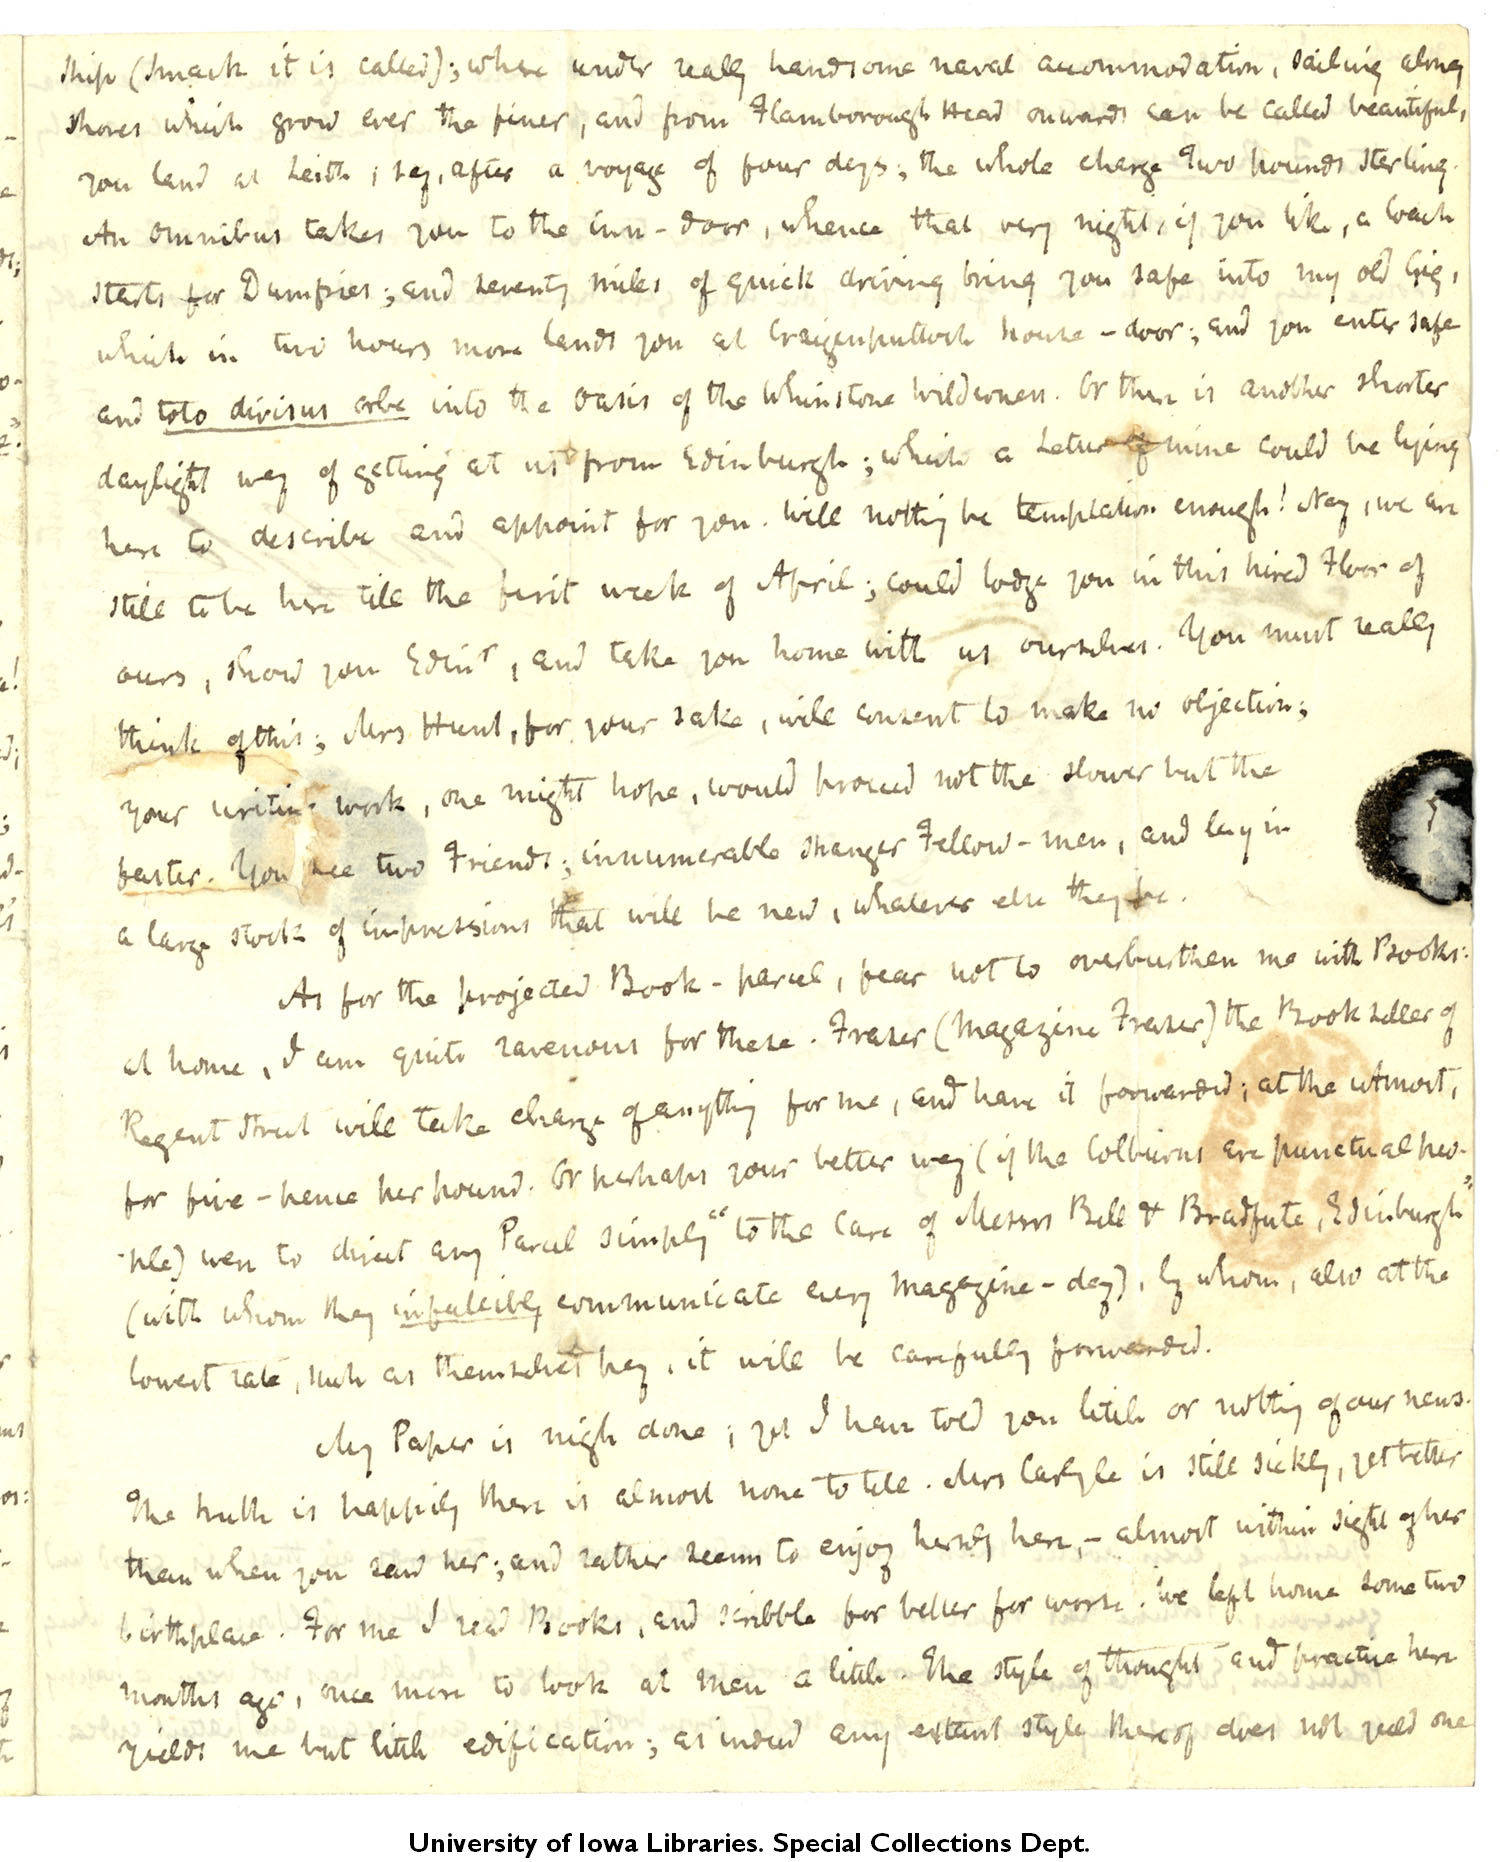 ship (Smack it is called); where under really handsome naval accommodation, sailing along
shores which grow ever the finer, and from Flamborough Head onwards can be called beautiful,
you land at Leith, say, after a voyage of four days; the whole charge Two pounds sterling.
An Omnibus takes you to the inn-door, whence that very night, if you like, a Coach
starts for Dumfries; and seventy miles of quick driving bring you safe into my old Gig,
which in two hours more lands you at Craigenputtoch house-door; and you enter safe
and toto divisus orbe into the Oasis of the Whinstone Wilderness. Or there is another shorter
daylight way of getting at us from Edinburgh; which a Letter of mine could be lying
here to describe and appoint for you. Will nothing be temptation enough! Nay, we are
still to be here till the first week of April; could lodge you in this hired Floor of
ours, show you Edinr, and take you home with us ourselves. You must really
think of this; Mrs Hunt, for your sake, will consent to make no objection;
your writing work, one might hope, would proceed not the slower but the
faster. You see two Friends; innumerable stranger Fellow-men, and lay in
a large stock of impressions that will be new, whatever else they be.
As for the projected Book-parcel, fear not to overburthen me with Books:
at home, I am quite ravenous for these. Fraser (Magazine Fraser) the Bookseller of
Regent Street will take charge of anything for me, and have it forwarded; at the utmost,
for five-pence per pound. Or perhaps your better way (if the Colburns are punctual peo-
ple) were to direct any Parcel simply "to the Care of Messrs Bell & Bradfute, Edinburgh"
(with whom they infallibly communicate every Magazine-day), by whom, also at the
lowest rate, such as themselves pay, it will be carefully forwarded.
My Paper is nigh done; yet I have told you little or nothing of our news.
The truth is happily there is almost none to tell. Mrs Carlyle is still sickly, yet better
than when you saw her; and rather seems to enjoy herself here,- almost within sight of her
birthplace. For me I read Books, and scribble for better for worse. We left home some two
months ago, once more to look at Men a little. The style of thought and practice here
yields me but little edification; as indeed any extant style thereof does not yield one
University of Iowa Libraries. Special Collections Dept.